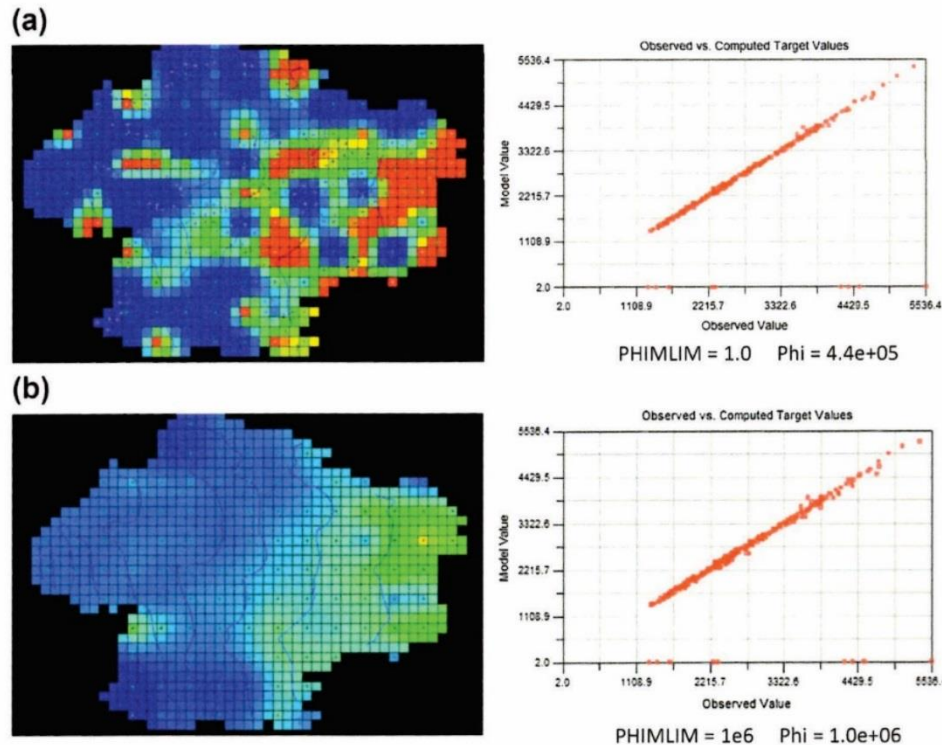 (a)
Observed vs. Computed Target Values
5536.4
4429.5
3322.6
2215.7
1108.9
2.0
Model Value
2.0 1108.9 2215.7 3322.6 4429.5 5536.4
Observed Value
PHIMLIM = 1.0 Phi = 4.4e+05
(b)
Observed vs. Computed Target Values
5536.4
4429.5
3322.6
2215.7
1108.9
2.0
Model Value
2.0 1108.9 2215.7 3322.6 4429.5 5536.4
Observed Value
PHIMLIM = 1e6 Phi = 1.0e+06